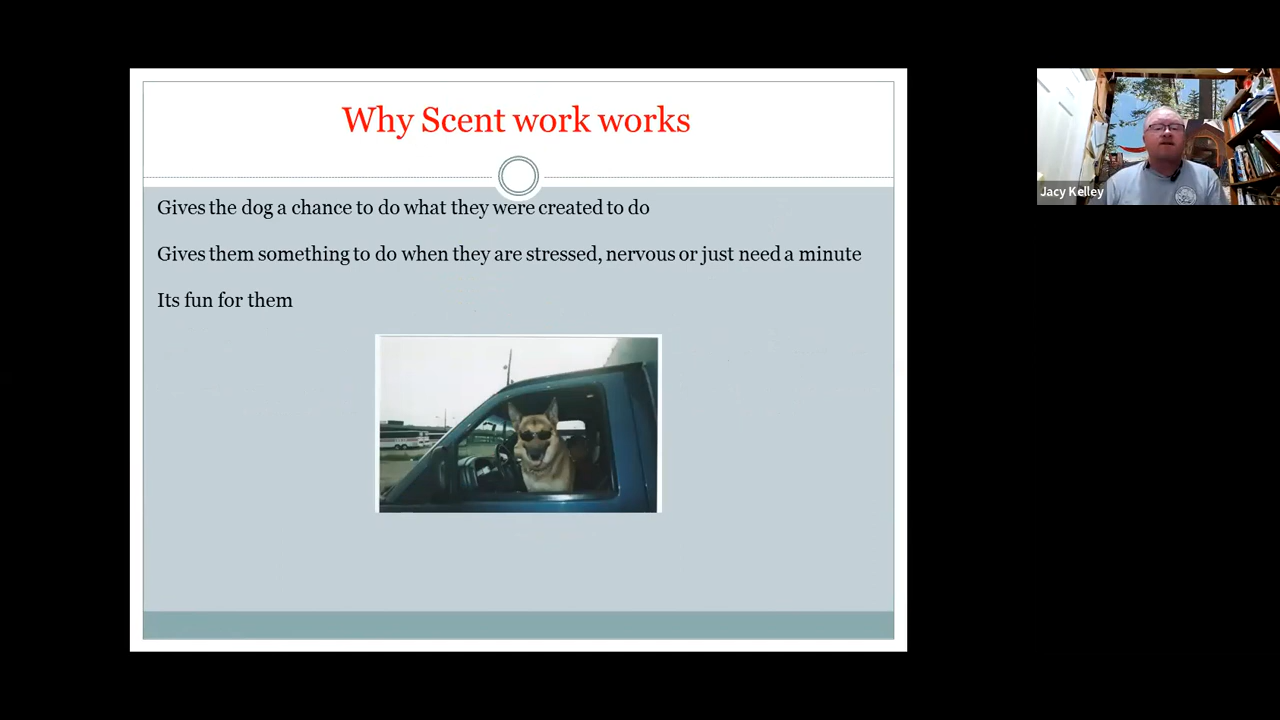 Why Scent work works
Gives the dog a chance to do what they were created to do
Gives them something to do when they are stressed, nervous or just need a minute
Its fun for them
Jacy Kelley